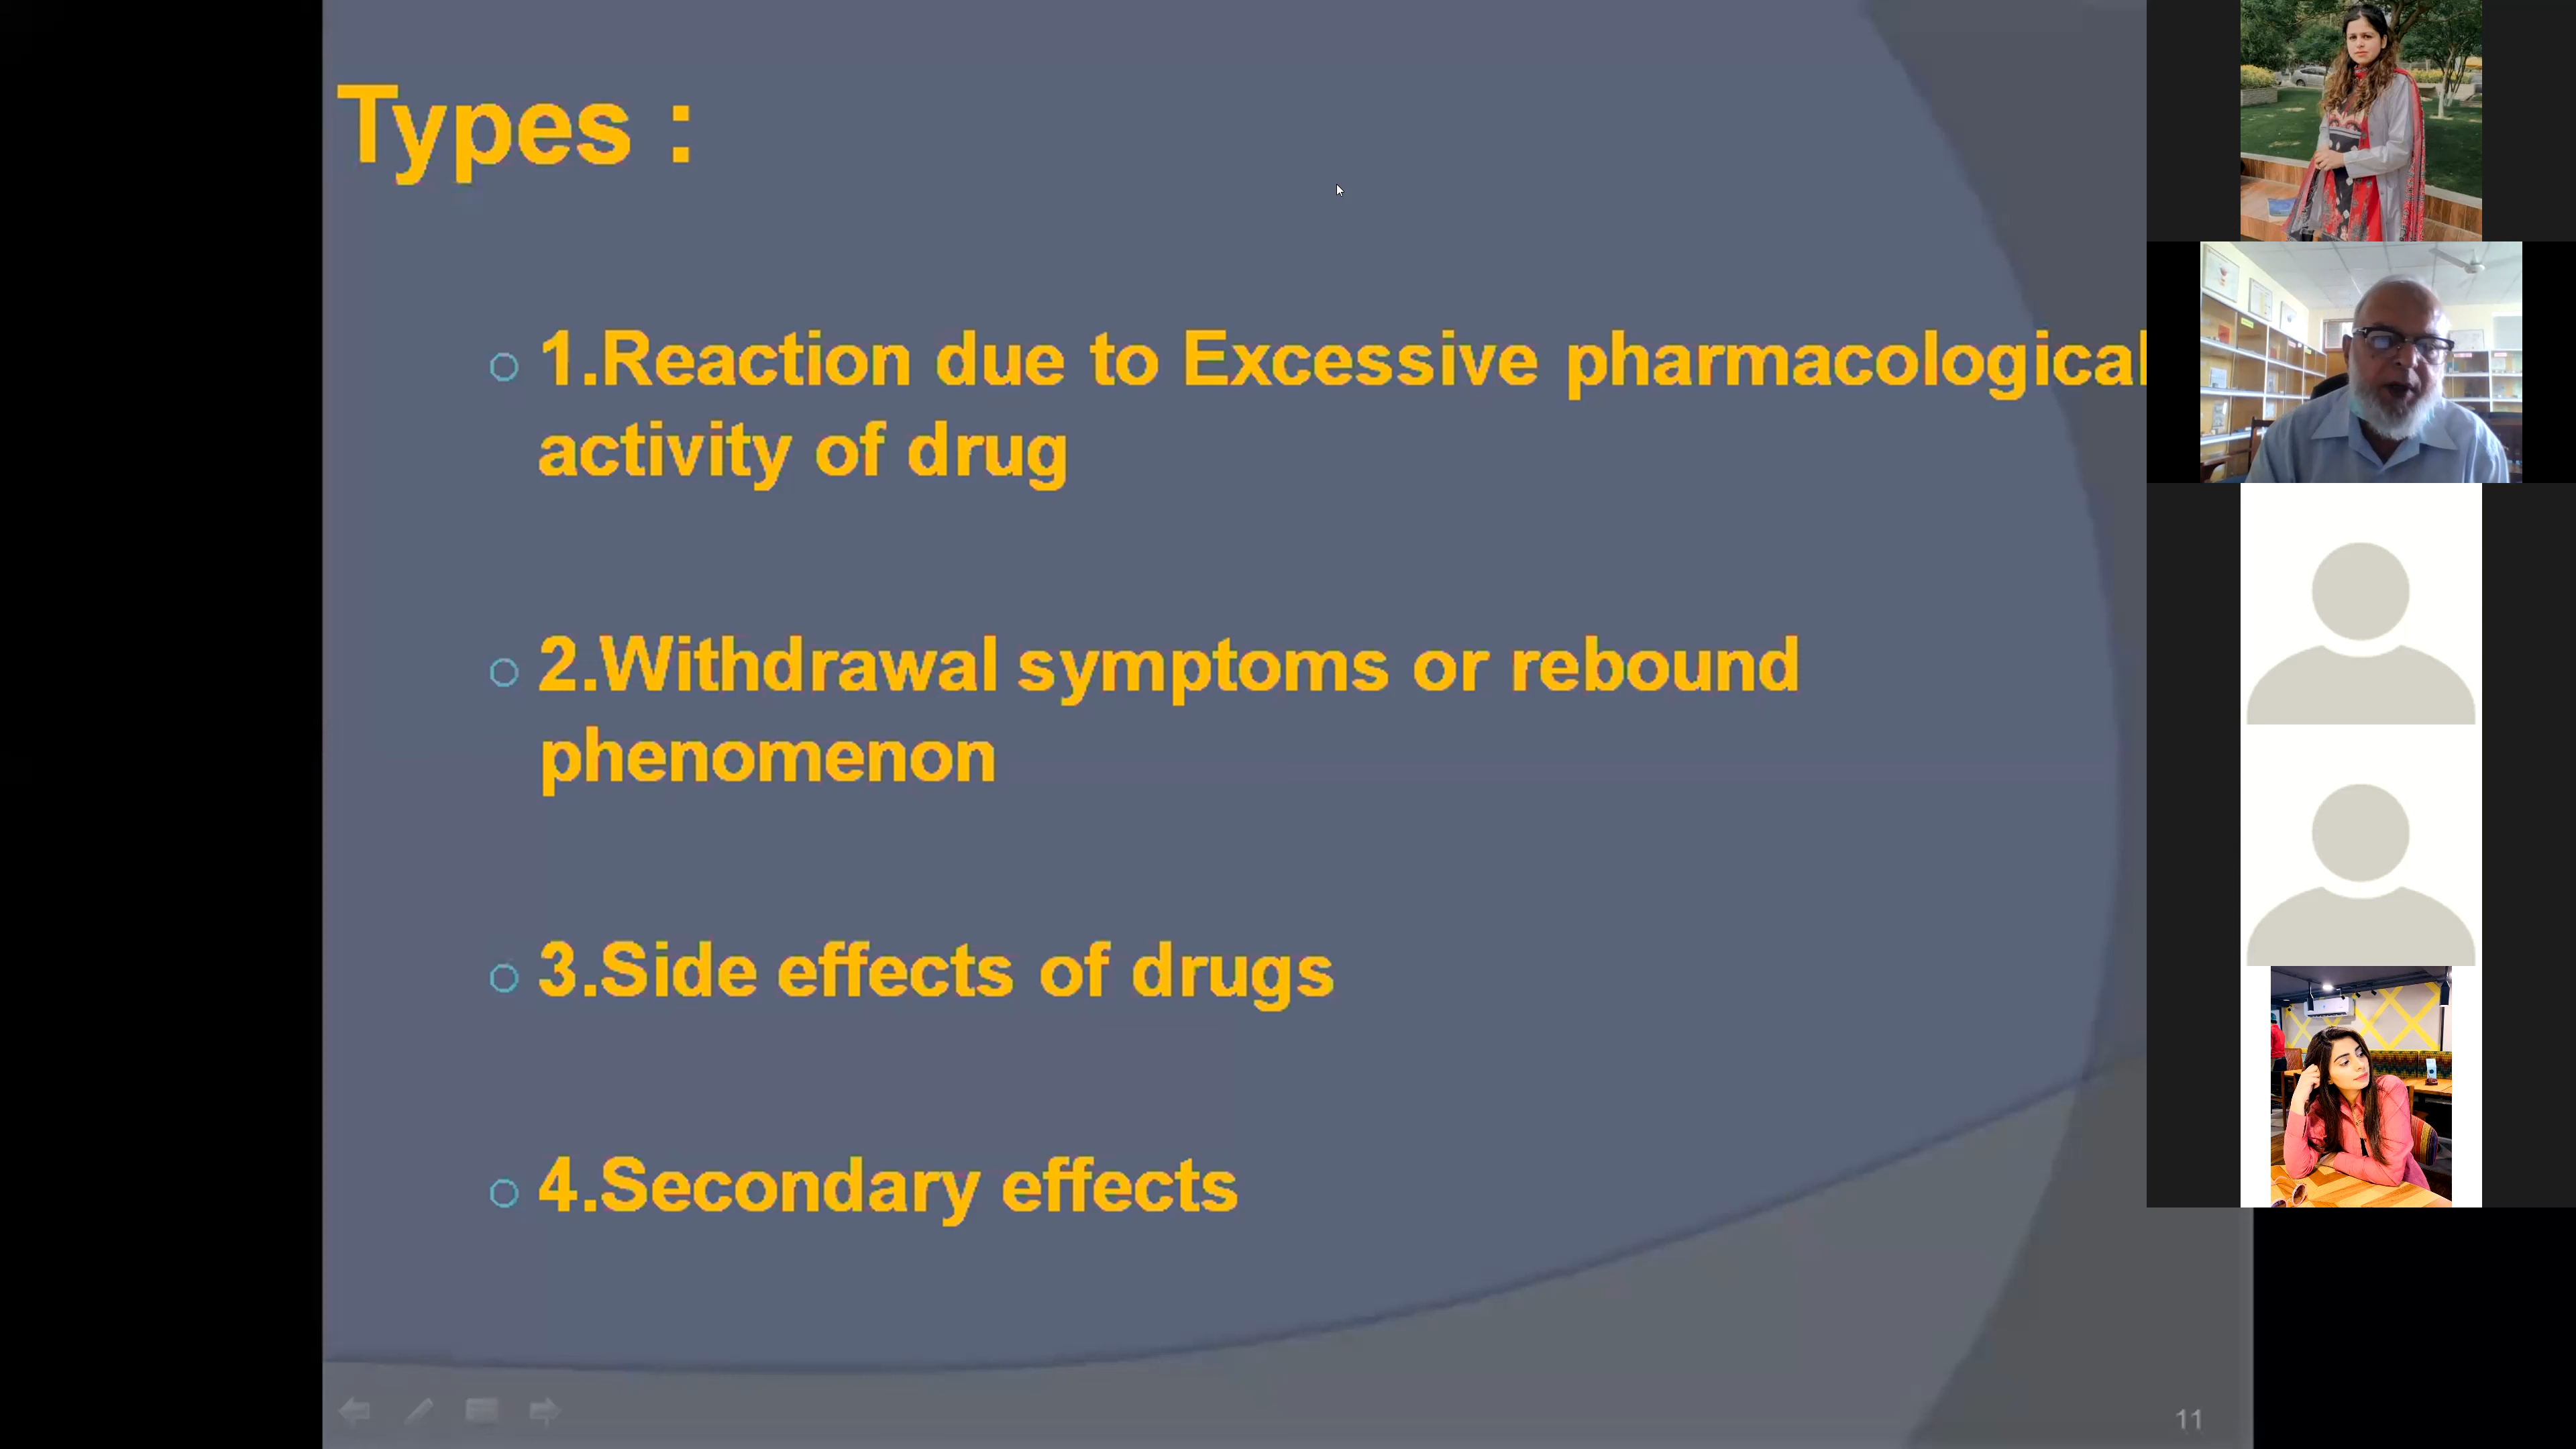 Types :
1.Reaction due to Excessive pharmacological
activity of drug
2.Withdrawal symptoms or rebound
phenomenon
3.Side effects of drugs
4.Secondary effects
11